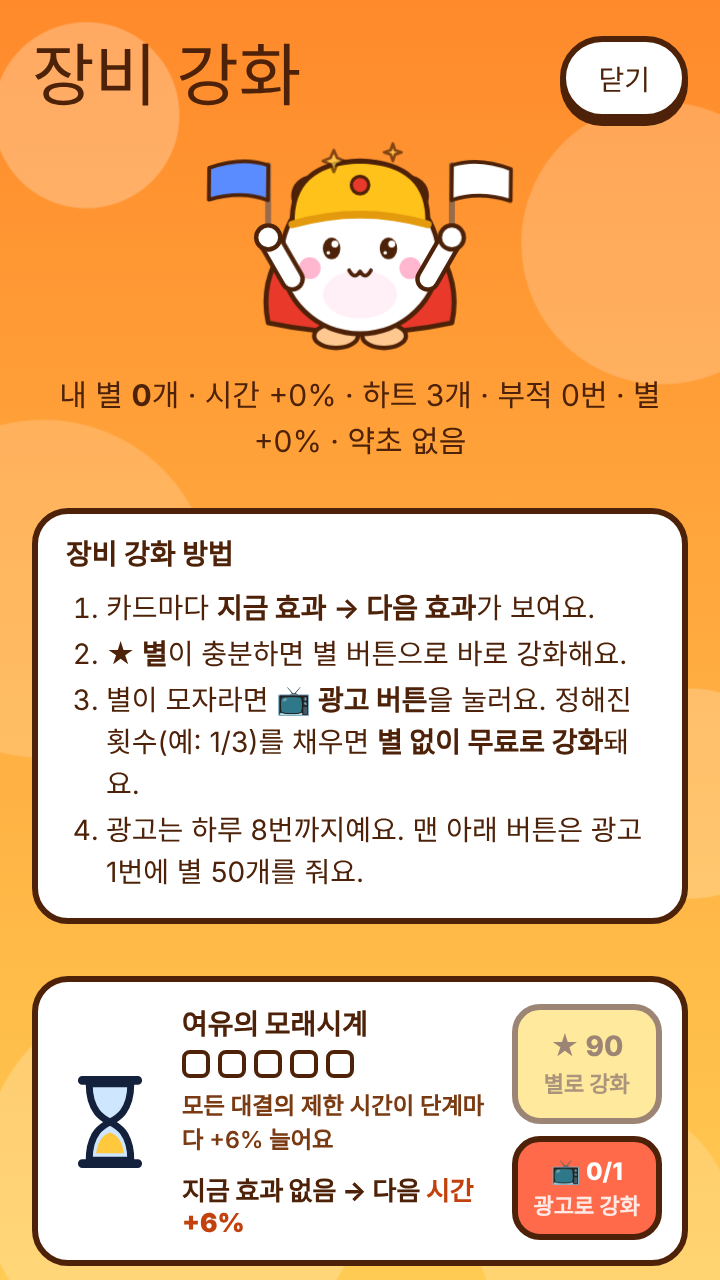 장비 강화
닫기
내 별 0개 · 시간 +0% · 하트 3개 · 부적 0번 · 별
+0% · 약초 없음
장비 강화 방법
1. 카드마다 지금 효과 → 다음 효과가 보여요.
2. ★ 별이 충분하면 별 버튼으로 바로 강화해요.
3. 별이 모자라면 📺 광고 버튼을 눌러요. 정해진
횟수(예: 1/3)를 채우면 별 없이 무료로 강화돼
요.
4. 광고는 하루 8번까지예요. 맨 아래 버튼은 광고
1번에 별 50개를 줘요.
여유의 모래시계
모든 대결의 제한 시간이 단계마
다 +6% 늘어요
지금 효과 없음 → 다음 시간
+6%
★ 90
별로 강화
📺 0/1
광고로 강화